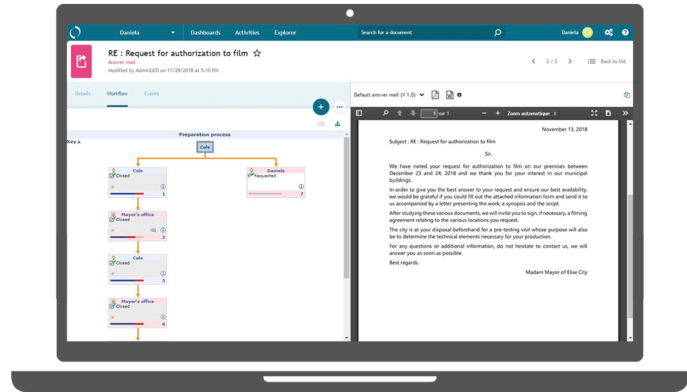 Daniela
Dashboards
Activities
Explorer
Search for a document
Daniela
RE : Request for authorization to film
Answer mail
Modified by AdminGED on 11/28/2018 at 5:10 PM
2 / 2
Back to list
Details
Workflow
Events
Default answer mail (V 1.0)
Preparation process
Key
Cole
Cole
Closed
1
Daniela
Requested
7
Mayor's office
Closed
2
Cole
Closed
5
Mayor's office
Closed
6
1 sur 1
Zoom automatique
November 13, 2018
Subject : RE : Request for authorization to film
Sir,
We have noted your request for authorization to film on our premises between
December 23 and 24, 2018 and we thank you for your interest in our municipal
buildings.
In order to give you the best answer to your request and ensure our best availability,
we would be grateful if you could fill out the attached information form and send it to
us accompanied by a letter presenting the work, a synopsis and the script.
After studying these various documents, we will invite you to sign, if necessary, a filming
agreement relating to the various locations you request.
The city is at your disposal beforehand for a pre-testing visit whose purpose will also
be to determine the technical elements necessary for your production.
For any questions or additional information, do not hesitate to contact us, we will
answer you as soon as possible.
Best regards.
Madam Mayor of Elise City